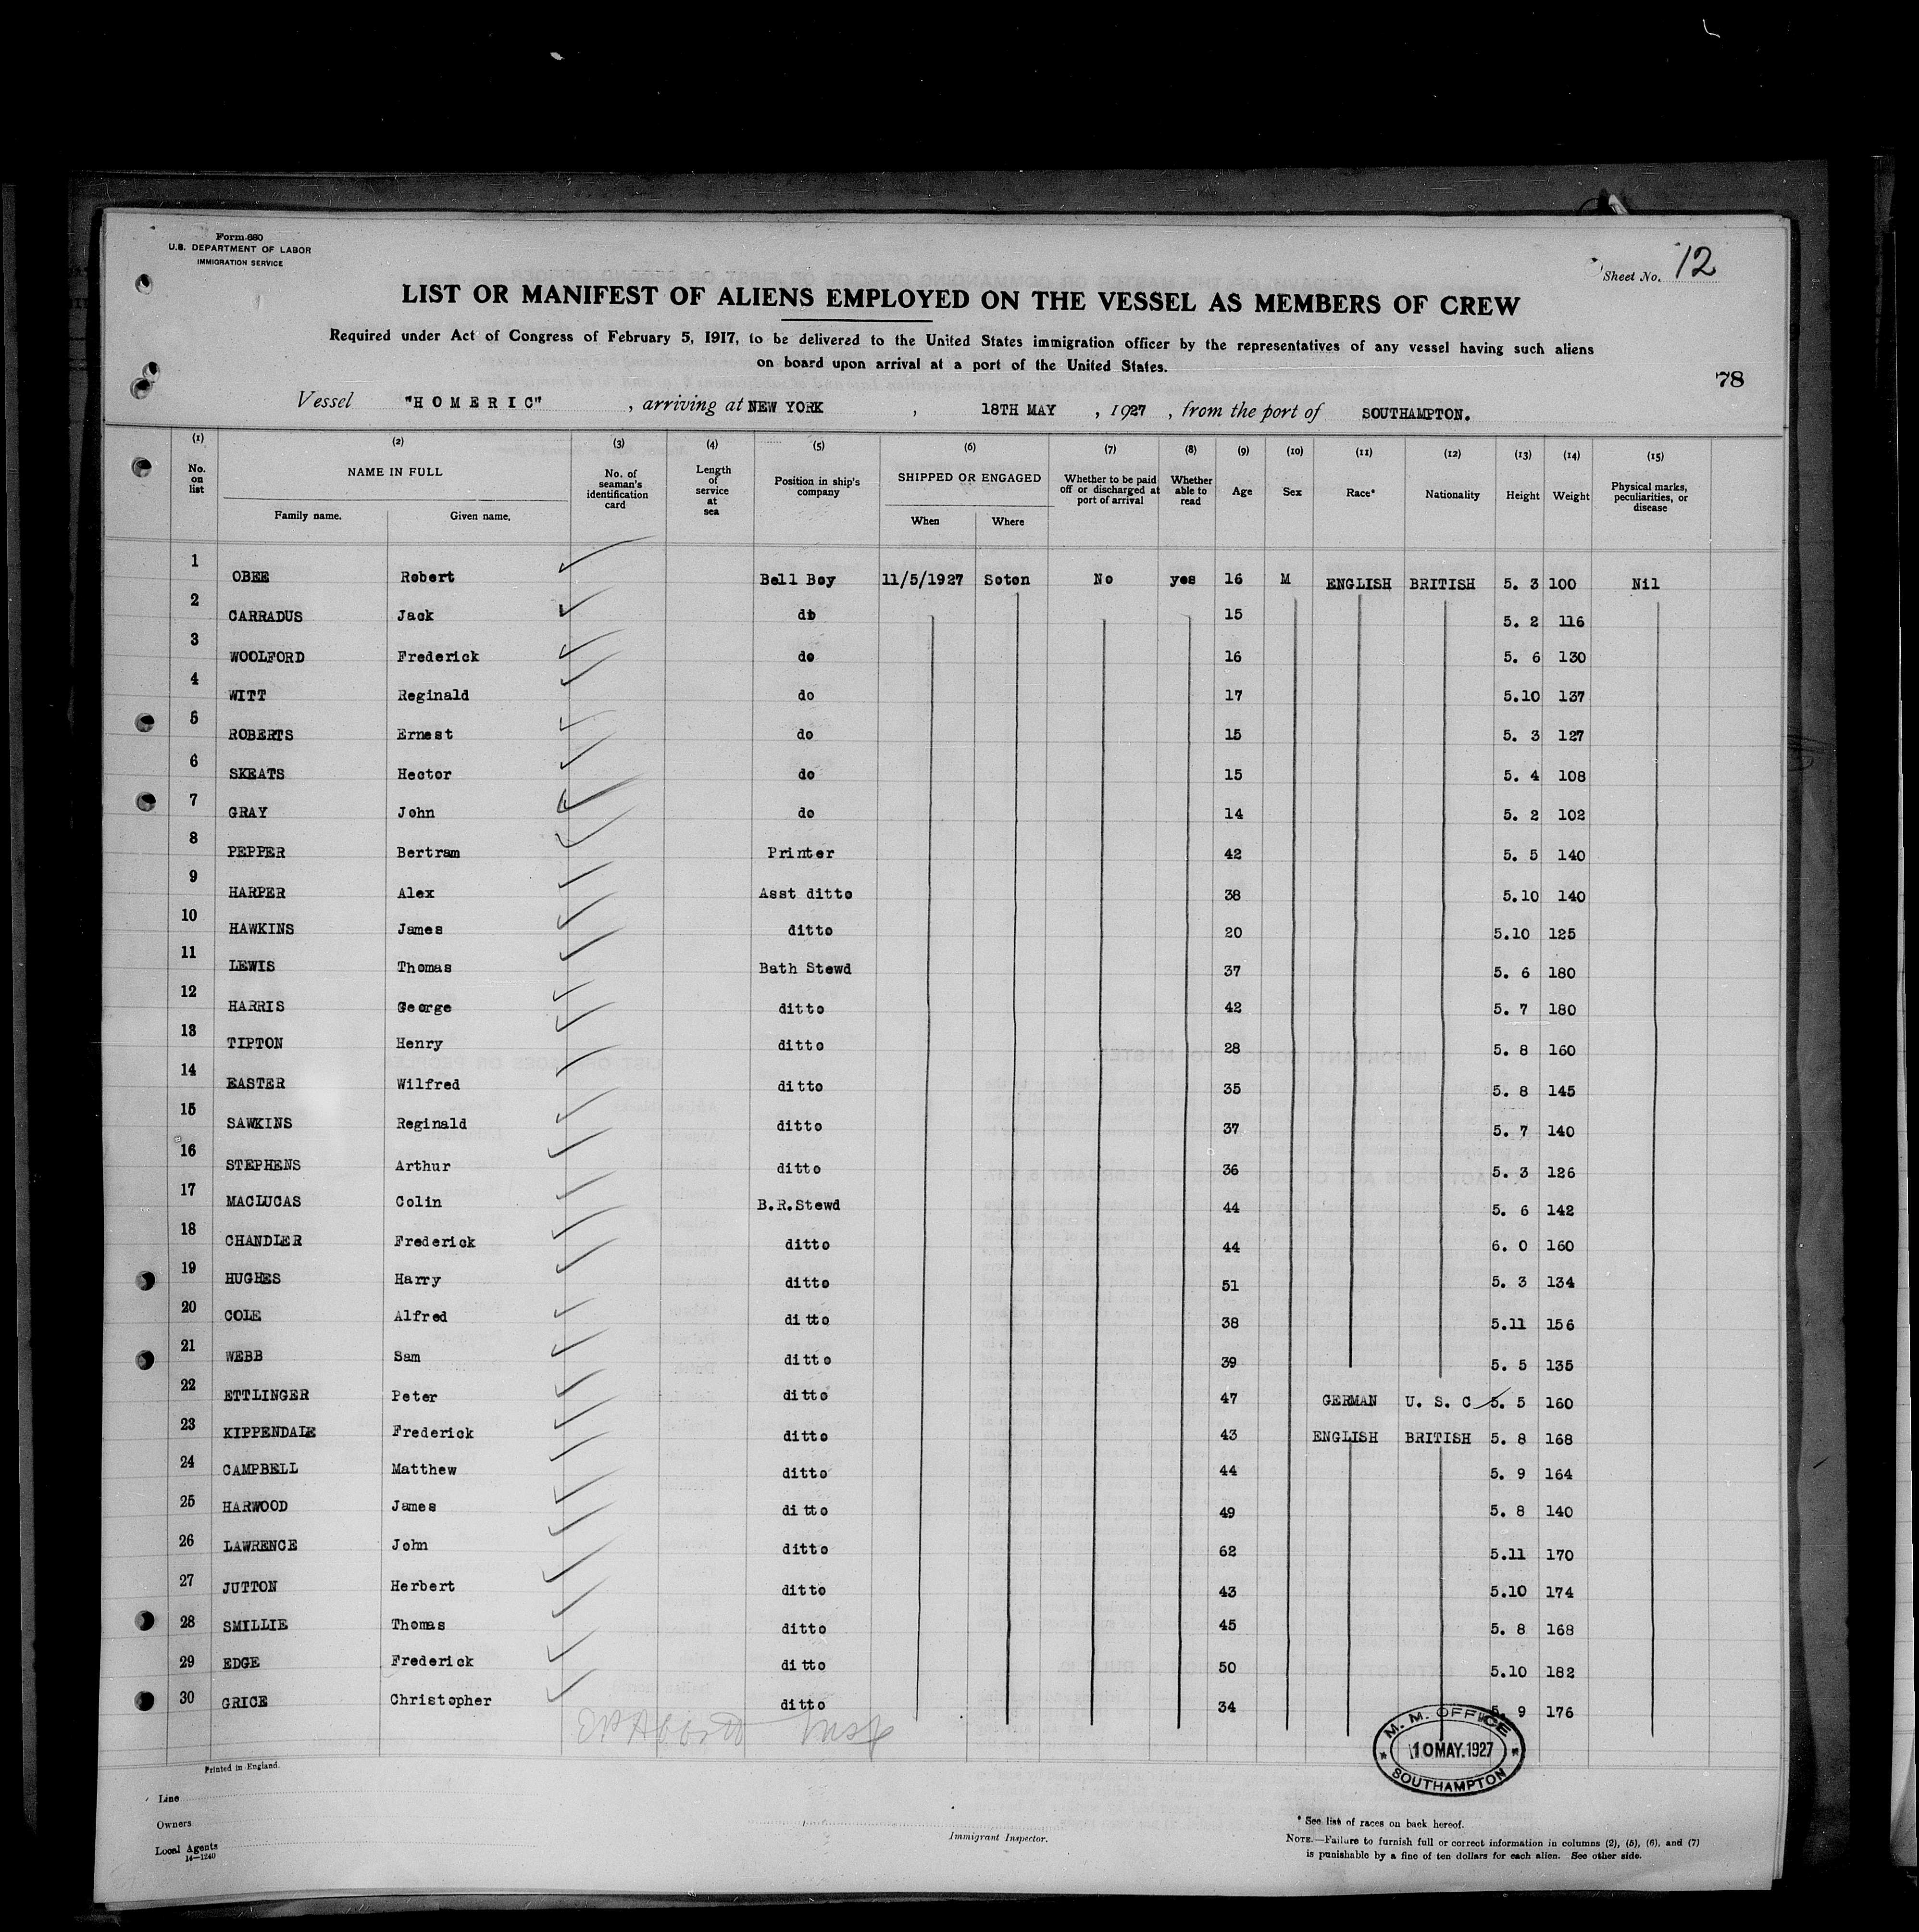 Form 680
U.S. DEPARTMENT OF LABOR
IMMIGRATION SERVICE
Sheet No. 12
LIST OR MANIFEST OF ALIENS EMPLOYED ON THE VESSEL AS MEMBERS OF CREW
Required under Act of Congress of February 5, 1917, to be delivered to the United States immigration officer by the representatives of any vessel having such aliens
on board upon arrival at a port of the United States.
78
Vessel "HOMERIC", arriving at NEW YORK, 18TH MAY, 1927, from the port of SOUTHAMPTON.
(1) (2) (3) (4) (5) (6) (7) (8) (9) (10) (11) (12) (13) (14) (15)
No. on list NAME IN FULL No. of seaman's identification card Length of service at sea Position in ship's company SHIPPED OR ENGAGED Whether to be paid off or discharged at port of arrival Whether able to read Age Sex Race* Nationality Height Weight Physical marks, peculiarities, or disease
Family name. Given name. When Where
1 OBEE Robert Bell Boy 11/5/1927 Soton No yes 16 M ENGLISH BRITISH 5. 3 100 Nil
2 CARRADUS Jack do 15 5. 2 116
3 WOOLFORD Frederick do 16 5. 6 130
4 WITT Reginald do 17 5.10 137
5 ROBERTS Ernest do 15 5. 3 127
6 SKEATS Hector do 15 5. 4 108
7 GRAY John do 14 5. 2 102
8 PEPPER Bertram Printer 42 5. 5 140
9 HARPER Alex Asst ditto 38 5.10 140
10 HAWKINS James ditto 20 5.10 125
11 LEWIS Thomas Bath Stewd 37 5. 6 180
12 HARRIS George ditto 42 5. 7 180
13 TIPTON Henry ditto 28 5. 8 160
14 EASTER Wilfred ditto 35 5. 8 145
15 SAWKINS Reginald ditto 37 5. 7 140
16 STEPHENS Arthur ditto 36 5. 3 126
17 MACLUCAS Colin B.R.Stewd 44 5. 6 142
18 CHANDLER Frederick ditto 44 6. 0 160
19 HUGHES Harry ditto 51 5. 3 134
20 COLE Alfred ditto 38 5.11 156
21 WEBB Sam ditto 39 5. 5 135
22 ETTLINGER Peter ditto 47 GERMAN U. S. C 5. 5 160
23 KIPPENDALE Frederick ditto 43 ENGLISH BRITISH 5. 8 168
24 CAMPBELL Matthew ditto 44 5. 9 164
25 HARWOOD James ditto 49 5. 8 140
26 LAWRENCE John ditto 62 5.11 170
27 JUTTON Herbert ditto 43 5.10 174
28 SMILLIE Thomas ditto 45 5. 8 168
29 EDGE Frederick ditto 50 5.10 182
30 GRICE Christopher ditto 34 5. 9 176
M. M. OFFICE
10 MAY. 1927
SOUTHAMPTON
Printed in England.
Line
Owners
Local Agents
14—1240
Immigrant Inspector.
* See list of races on back hereof.
NOTE.—Failure to furnish full or correct information in columns (2), (5), (6), and (7)
is punishable by a fine of ten dollars for each alien. See other side.